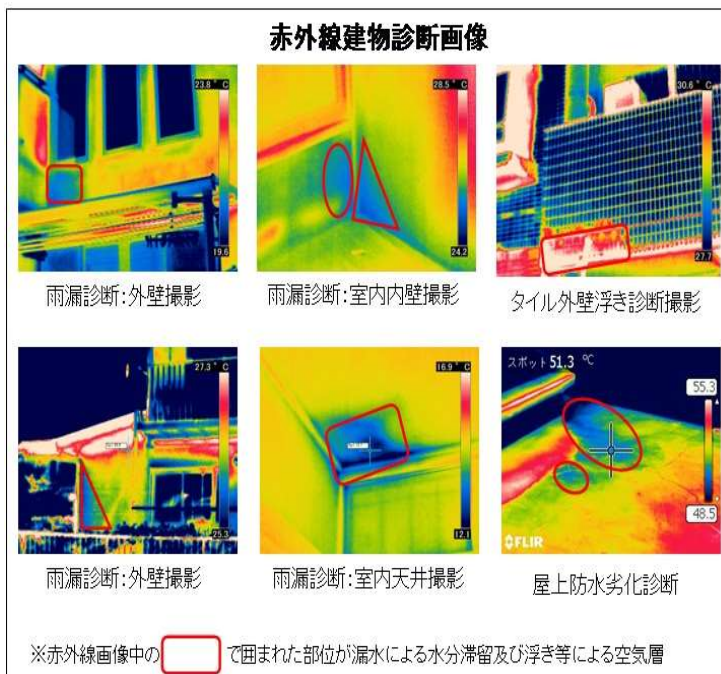 赤外線建物診断画像
23.8 °C
19.6
28.5 °C
24.2
30.6 °C
27.7
雨漏診断:外壁撮影
雨漏診断:室内内壁撮影
タイル外壁浮き診断撮影
27.3 °C
25.3
16.9 °C
12.1
スポット 51.3 ℃
55.3
48.5
FLIR
雨漏診断:外壁撮影
雨漏診断:室内天井撮影
屋上防水劣化診断
※赤外線画像中の で囲まれた部位が漏水による水分滞留及び浮き等による空気層